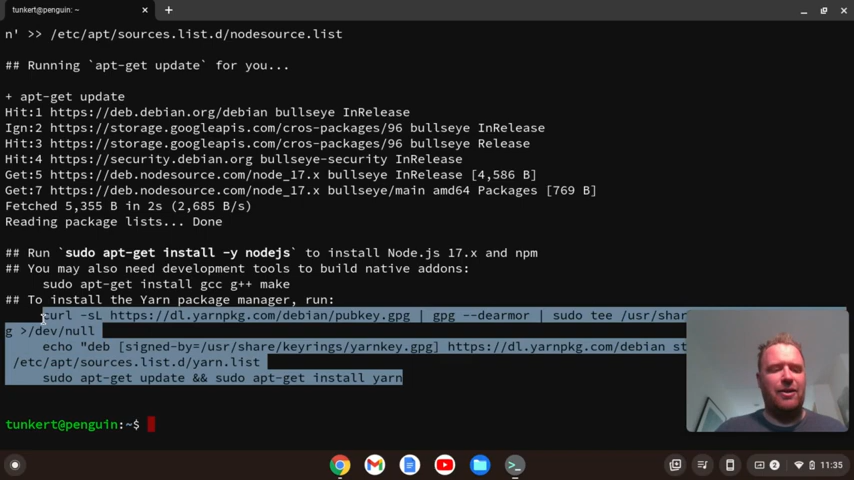 tunkert@penguin: ~
n' >> /etc/apt/sources.list.d/nodesource.list
## Running `apt-get update` for you...
+ apt-get update
Hit:1 https://deb.debian.org/debian bullseye InRelease
Ign:2 https://storage.googleapis.com/cros-packages/96 bullseye InRelease
Hit:3 https://storage.googleapis.com/cros-packages/96 bullseye Release
Hit:4 https://security.debian.org bullseye-security InRelease
Get:5 https://deb.nodesource.com/node_17.x bullseye InRelease [4,586 B]
Get:7 https://deb.nodesource.com/node_17.x bullseye/main amd64 Packages [769 B]
Fetched 5,355 B in 2s (2,685 B/s)
Reading package lists... Done
## Run `sudo apt-get install -y nodejs` to install Node.js 17.x and npm
## You may also need development tools to build native addons:
sudo apt-get install gcc g++ make
## To install the Yarn package manager, run:
curl -sL https://dl.yarnpkg.com/debian/pubkey.gpg | gpg --dearmor | sudo tee /usr/shar
g >/dev/null
echo "deb [signed-by=/usr/share/keyrings/yarnkey.gpg] https://dl.yarnpkg.com/debian st
/etc/apt/sources.list.d/yarn.list
sudo apt-get update && sudo apt-get install yarn
tunkert@penguin:~$
2
11:35